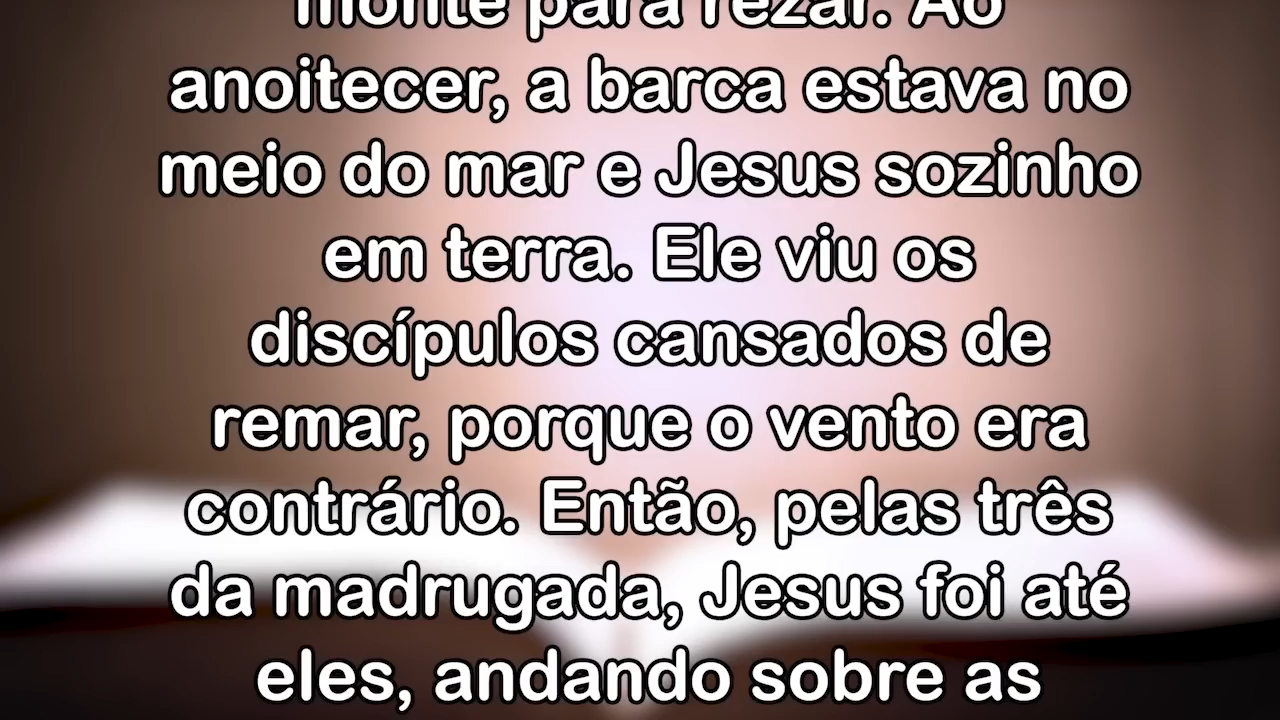 monte para rezar. Ao
anoitecer, a barca estava no
meio do mar e Jesus sozinho
em terra. Ele viu os
discípulos cansados de
remar, porque o vento era
contrário. Então, pelas três
da madrugada, Jesus foi até
eles, andando sobre as